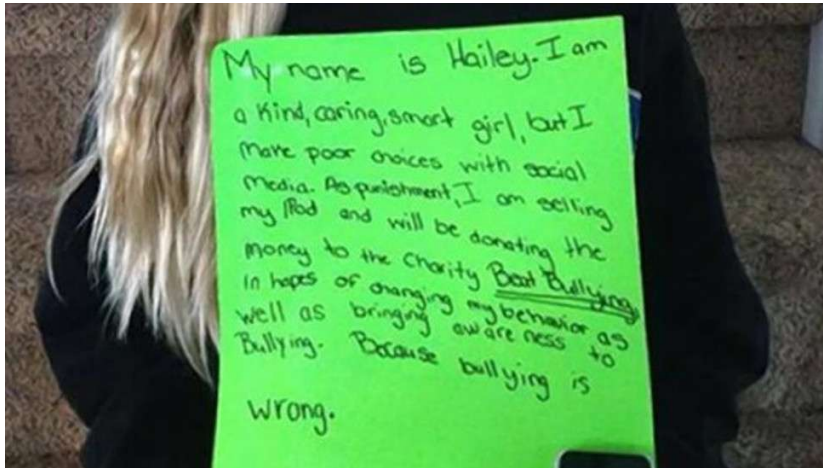 My name is Hailey. I am
a kind, caring, smart girl, but I
make poor choices with social
media. As punishment, I am selling
my iPod and will be donating the
money to the charity Beat Bullying,
in hopes of changing my behavior as
well as bringing awareness to
Bullying. Because bullying is
wrong.